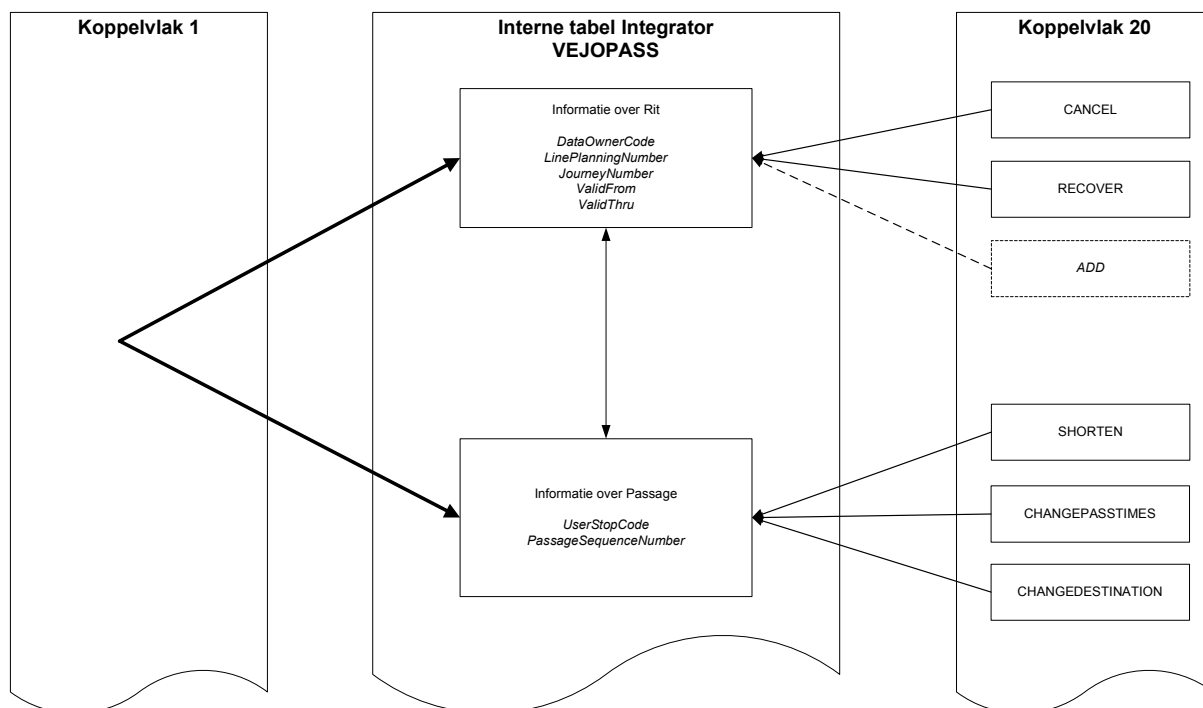 Koppelvlak 1
Interne tabel Integrator
VEJOPASS
Koppelvlak 20
Informatie over Rit
DataOwnerCode
LinePlanningNumber
JourneyNumber
ValidFrom
ValidThru
CANCEL
RECOVER
ADD
Informatie over Passage
UserStopCode
PassageSequenceNumber
SHORTEN
CHANGEPASSTIMES
CHANGEDESTINATION